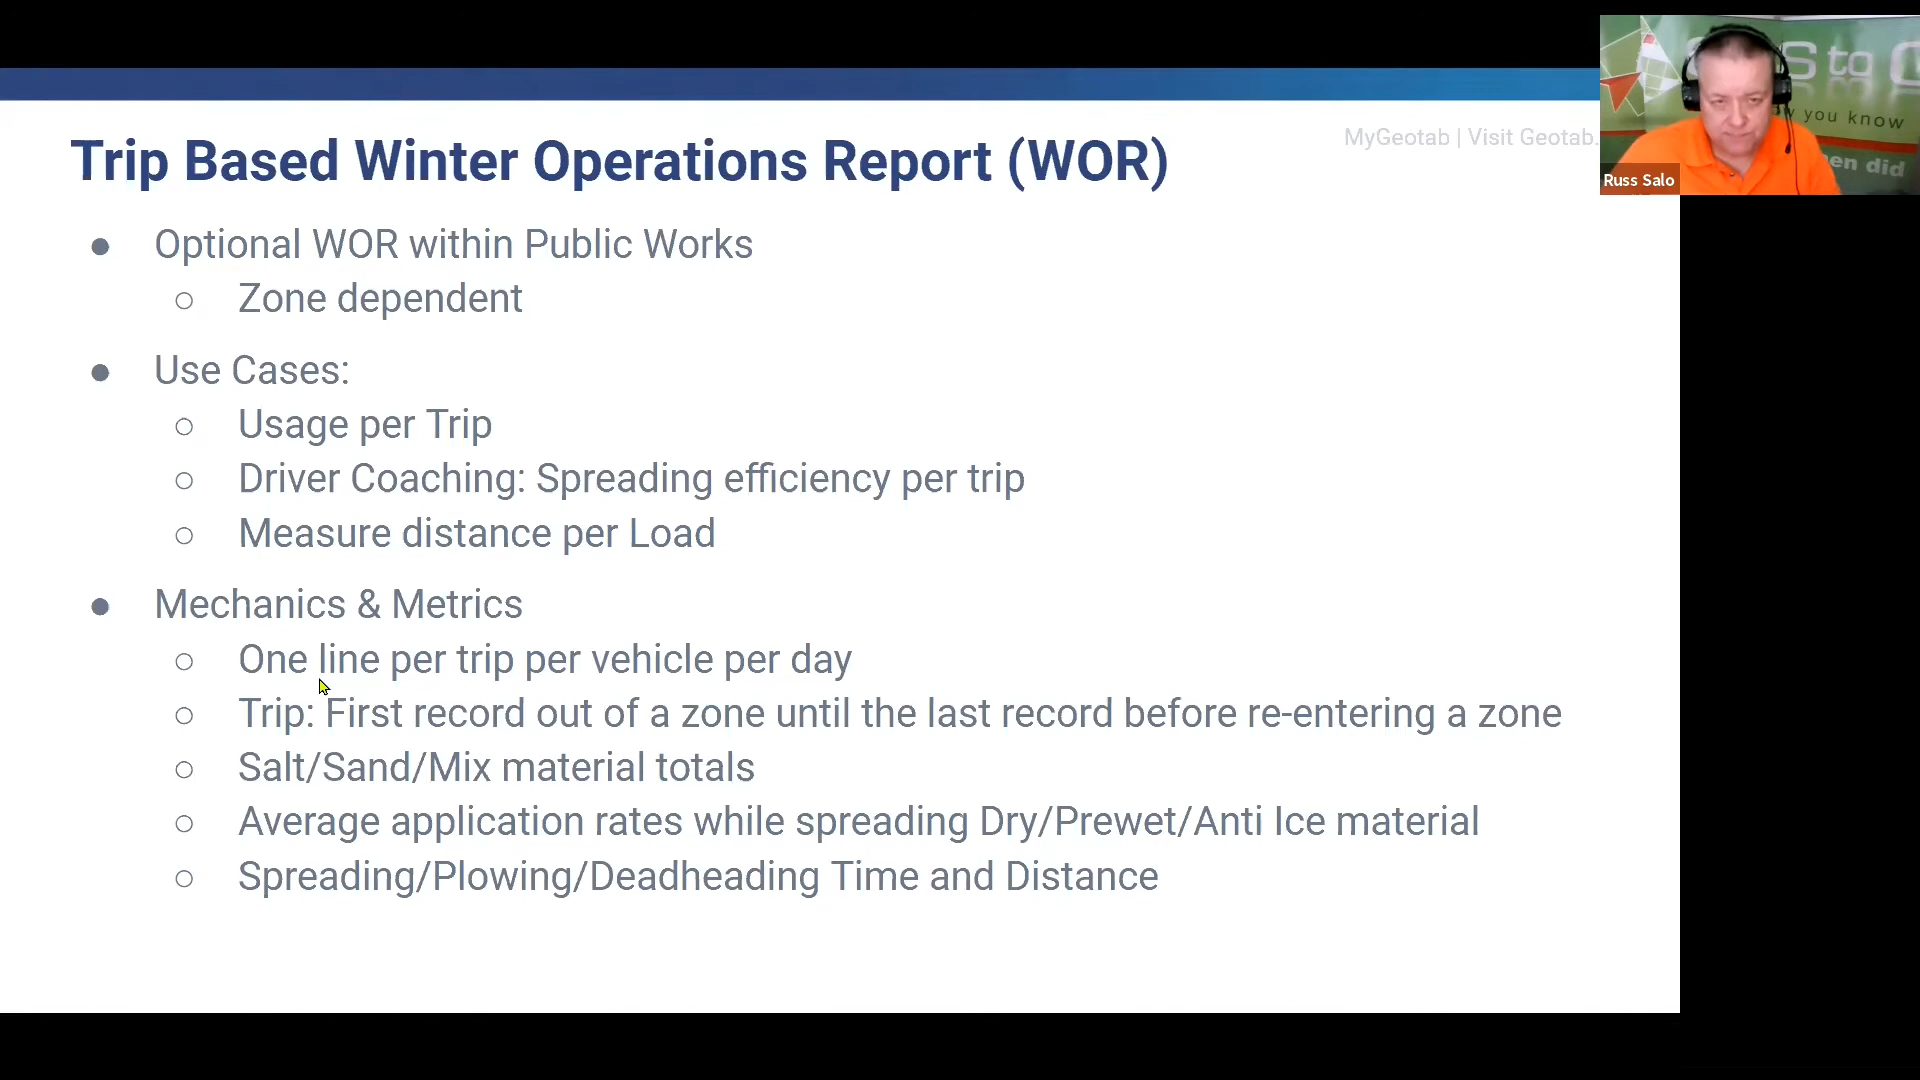 MyGeotab | Visit Geotab.
Trip Based Winter Operations Report (WOR)
● Optional WOR within Public Works
○ Zone dependent
● Use Cases:
○ Usage per Trip
○ Driver Coaching: Spreading efficiency per trip
○ Measure distance per Load
● Mechanics & Metrics
○ One line per trip per vehicle per day
○ Trip: First record out of a zone until the last record before re-entering a zone
○ Salt/Sand/Mix material totals
○ Average application rates while spreading Dry/Prewet/Anti Ice material
○ Spreading/Plowing/Deadheading Time and Distance
to
you know
did
Russ Salo